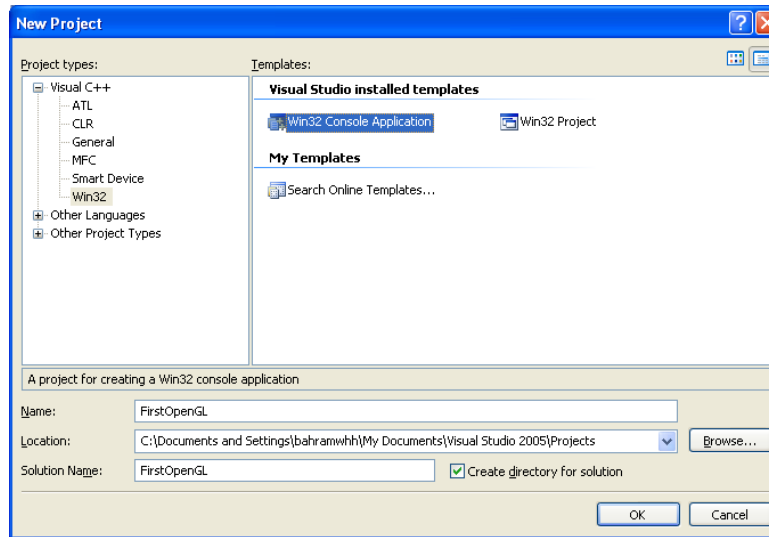 New Project
Project types:
Templates:
Visual C++
ATL
CLR
General
MFC
Smart Device
Win32
Other Languages
Other Project Types
Visual Studio installed templates
Win32 Console Application
Win32 Project
My Templates
Search Online Templates...
A project for creating a Win32 console application
Name:
FirstOpenGL
Location:
C:\Documents and Settings\bahramwhh\My Documents\Visual Studio 2005\Projects
Browse...
Solution Name:
FirstOpenGL
Create directory for solution
OK
Cancel